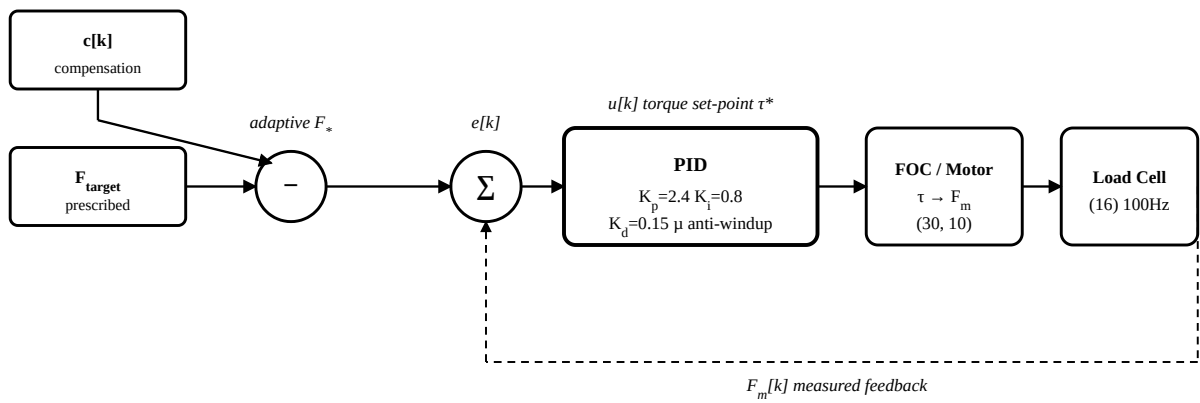 c[k]
compensation
u[k] torque set-point τ*
adaptive F*
e[k]
F_target
prescribed
−
Σ
PID
K_p=2.4 K_i=0.8
K_d=0.15 µ anti-windup
FOC / Motor
τ → F_m
(30, 10)
Load Cell
(16) 100Hz
F_m[k] measured feedback